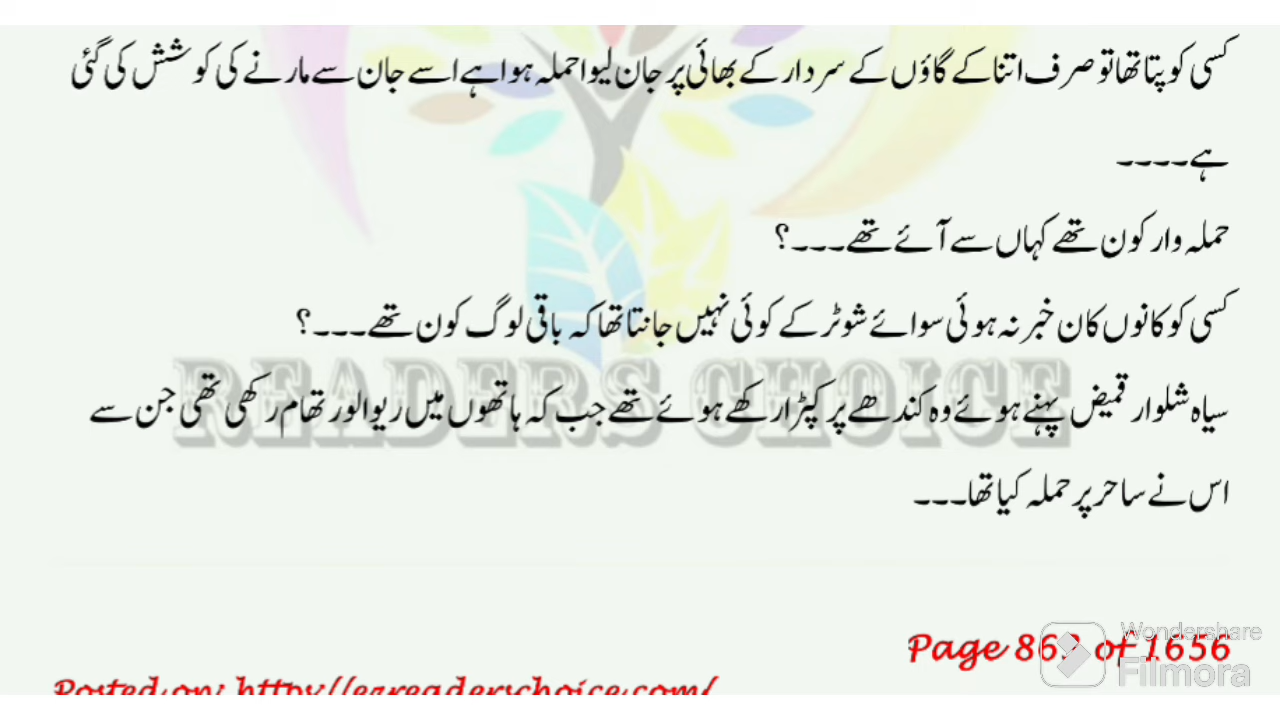 کسی کو پتا تھا تو صرف اتنا کے گاؤں کے سردار کے بھائی پر جان لیوا حملہ ہوا ہے اسے جان سے مارنے کی کوشش کی گئی
ہے۔۔۔۔
حملہ وار کون تھے کہاں سے آئے تھے۔۔۔؟
کسی کو کانوں کان خبر نہ ہوئی سوائے شوٹر کے کوئی نہیں جانتا تھا کہ باقی لوگ کون تھے۔۔۔؟
READERS CHOICE
سیاہ شلوار قمیض پہنے ہوئے وہ کندھے پر کپڑا رکھے ہوئے تھے جب کہ ہاتھوں میں ریوالور تھام رکھی تھی جن سے
اس نے ساحر پر حملہ کیا تھا۔۔۔
Page 863 of 1656
Wondershare
Filmora
Posted on: http://ezreaderschoice.com/